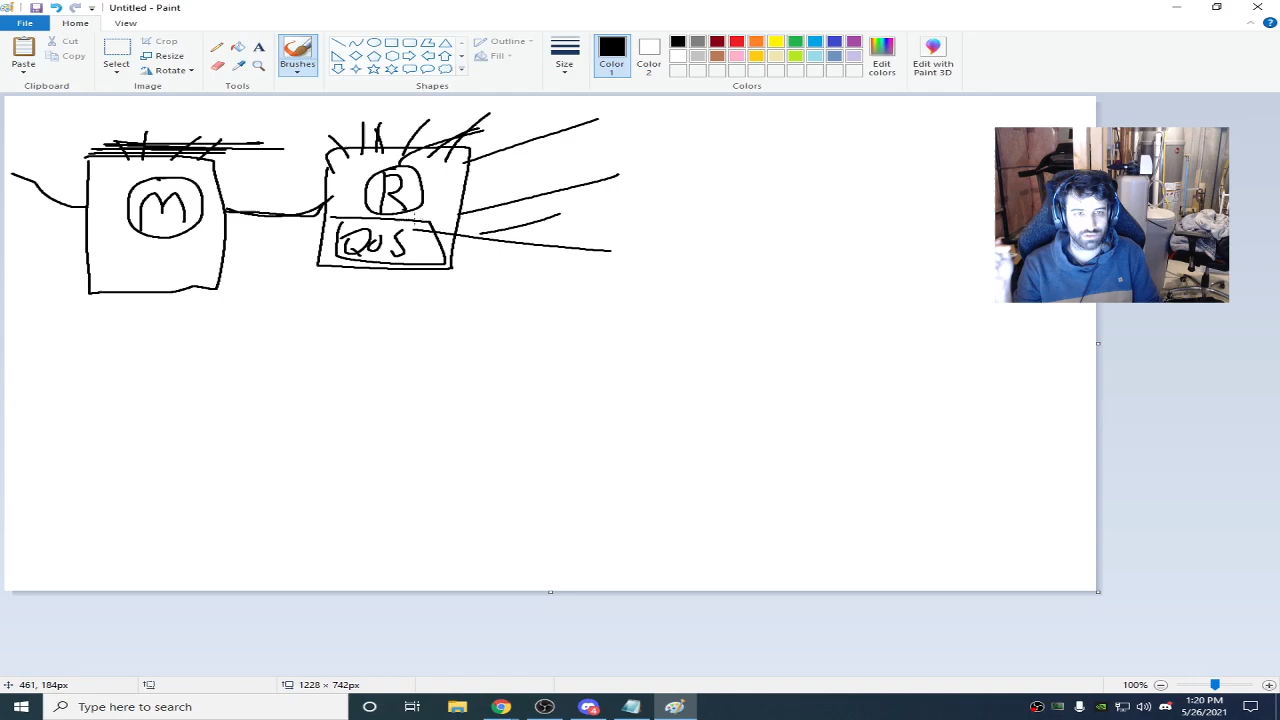 Untitled - Paint
File Home View
Paste Cut Copy Select Crop Resize Rotate Brushes Outline Fill Size Color 1 Color 2 Edit colors Edit with Paint 3D
Clipboard Image Tools Shapes Colors
M R
QOS
461, 184px 1228 × 742px 100%
Type here to search 4 1:20 PM
5/26/2021